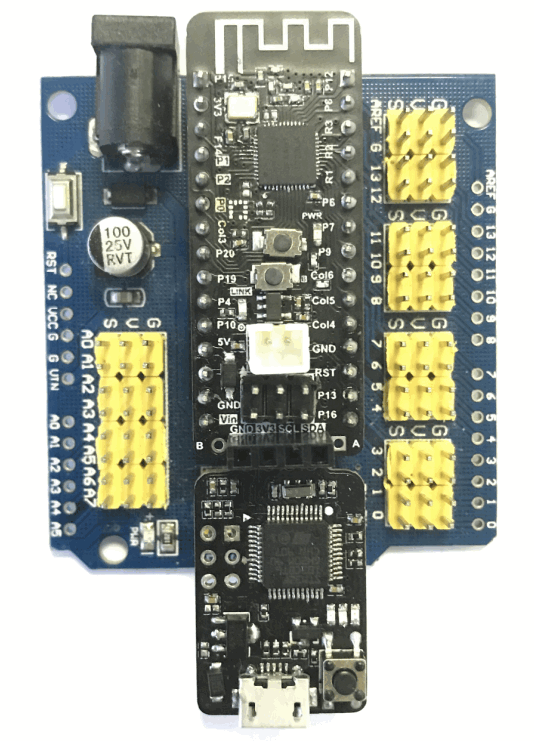 P12
3V3
P6
R3
R2
P1
R1
P2
P0
P6
PWR
Col3
P7
P20
P9
P19
Col6
LINK
P4
Col5
P10
Col4
5V
GND
RST
GND
P13
Vin
P16
GND 3V3 SCL SDA
B
A
100
25V
RVT
RST
NC
VCC
G
G
VIN
A0
A1
A2
A3
A4
A5
S V G
A0
A1
A2
A3
A4
A5
A6
A7
PWR
+
S V G
AREF
G
13
12
S V G
11
10
9
8
S V G
7
6
5
4
S V G
3
2
1
0
AREF
G
13
12
11
10
9
8
7
6
5
4
3
2
1
0